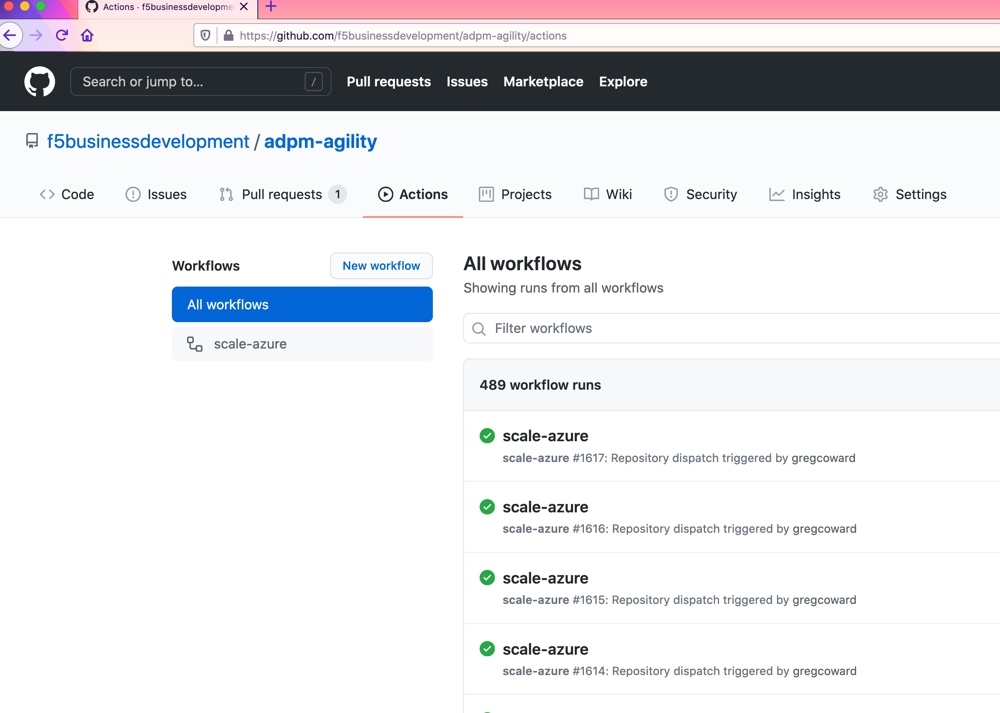 Actions · f5businessdevelopme
https://github.com/f5businessdevelopment/adpm-agility/actions
Search or jump to... /
Pull requests Issues Marketplace Explore
f5businessdevelopment / adpm-agility
Code Issues Pull requests 1 Actions Projects Wiki Security Insights Settings
Workflows
New workflow
All workflows
scale-azure
All workflows
Showing runs from all workflows
Filter workflows
489 workflow runs
scale-azure
scale-azure #1617: Repository dispatch triggered by gregcoward
scale-azure
scale-azure #1616: Repository dispatch triggered by gregcoward
scale-azure
scale-azure #1615: Repository dispatch triggered by gregcoward
scale-azure
scale-azure #1614: Repository dispatch triggered by gregcoward